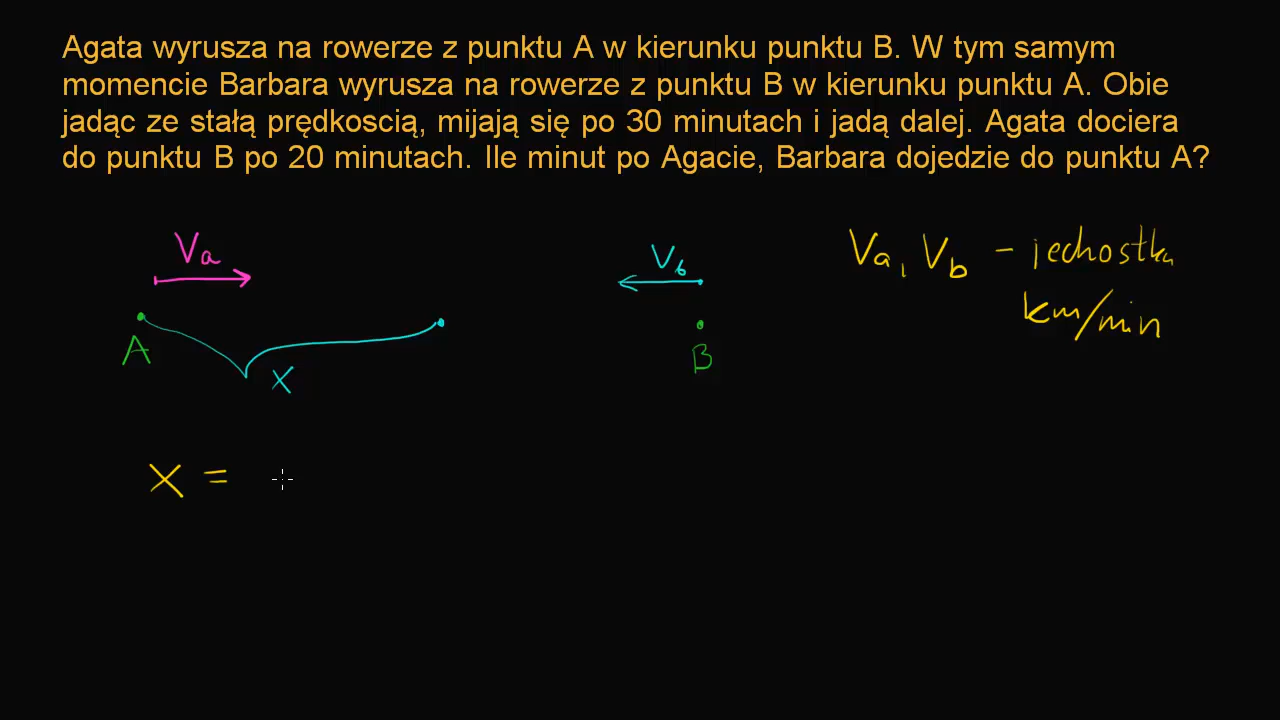 Agata wyrusza na rowerze z punktu A w kierunku punktu B. W tym samym
momencie Barbara wyrusza na rowerze z punktu B w kierunku punktu A. Obie
jadąc ze stałą prędkoscią, mijają się po 30 minutach i jadą dalej. Agata dociera
do punktu B po 20 minutach. Ile minut po Agacie, Barbara dojedzie do punktu A?
Va
Vb
Va, Vb - jednostka
km/min
A
x
B
x =